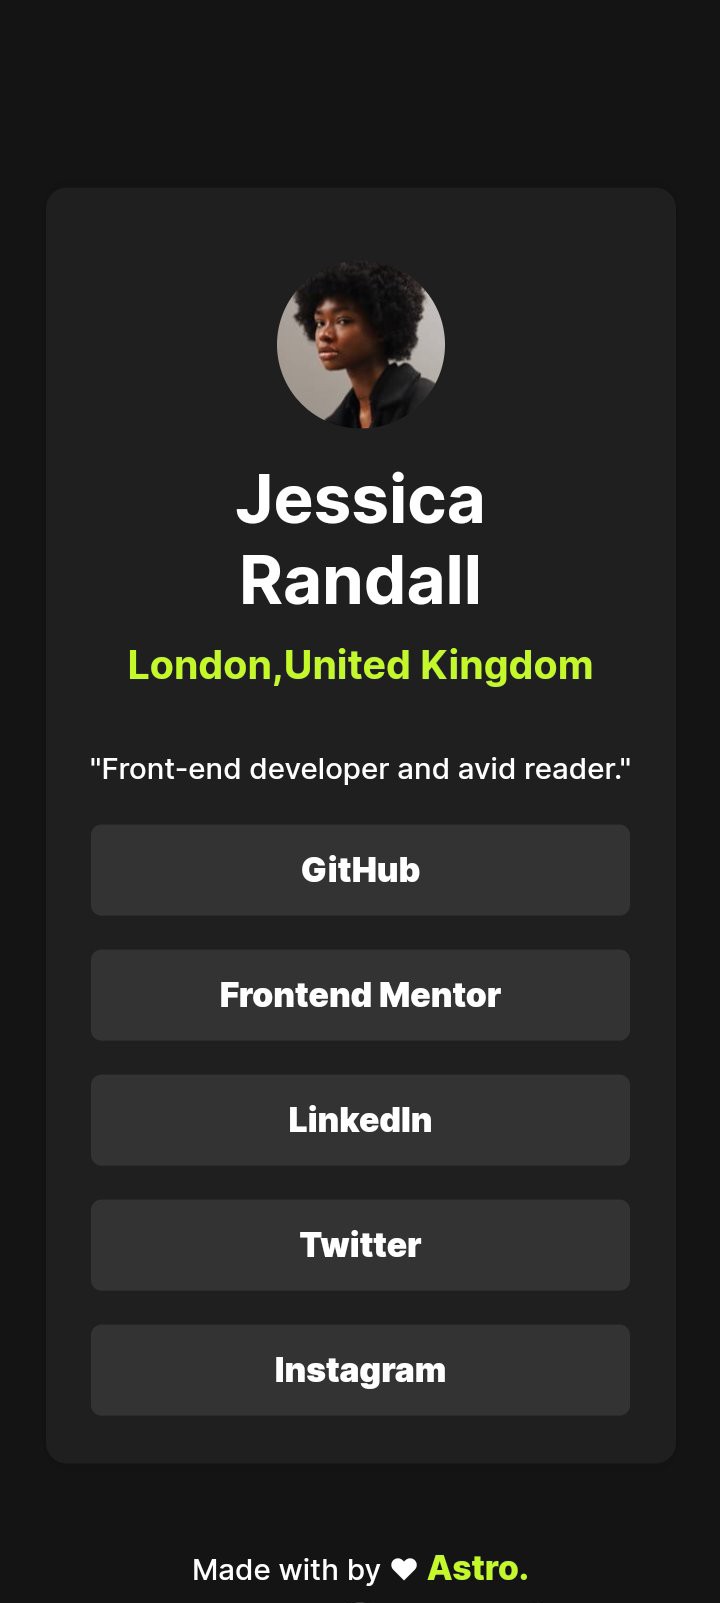 Jessica
Randall
London,United Kingdom
"Front-end developer and avid reader."
GitHub
Frontend Mentor
LinkedIn
Twitter
Instagram
Made with by ♥ Astro.